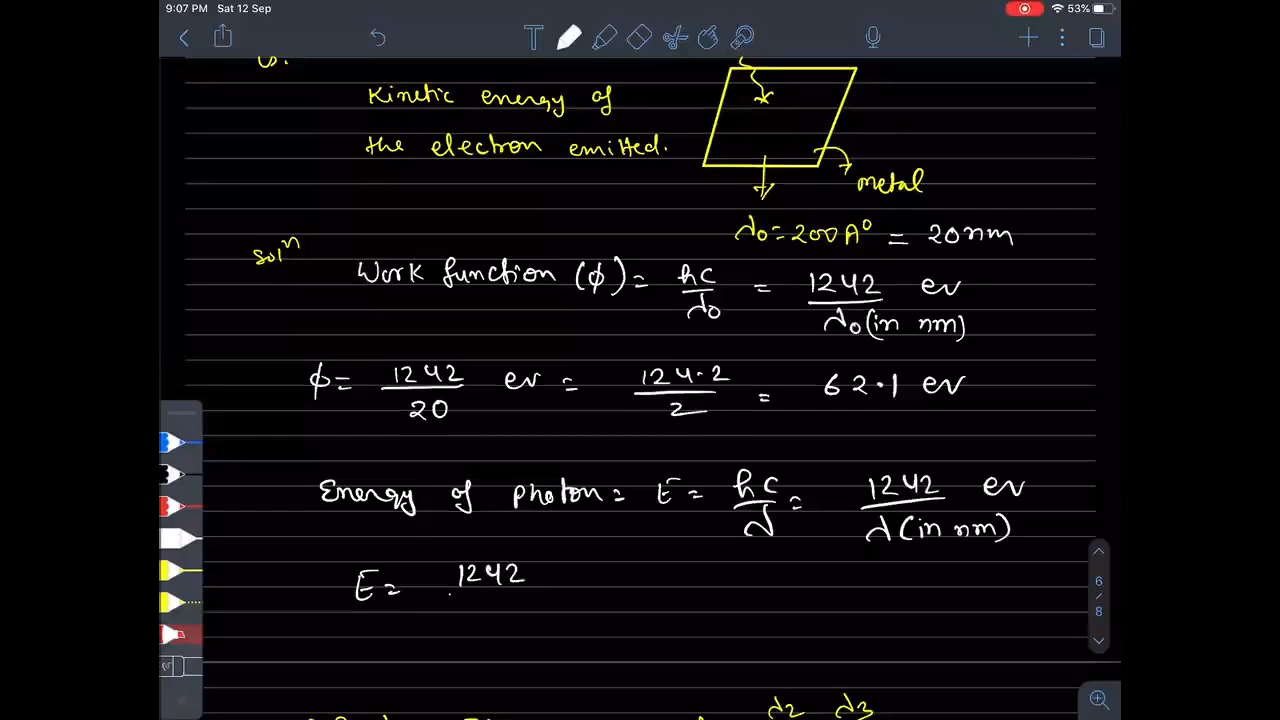 9:07 PM Sat 12 Sep 53%
Kinetic energy of
the electron emitted.
metal
λ0=200A° = 20nm
Solⁿ
Work function (ϕ) = hc/λ0 = 1242/λ0(in nm) ev
ϕ = 1242/20 ev = 124.2/2 = 62.1 ev
Energy of Photon = E = hc/λ = 1242/λ(in nm) ev
E = 1242
6/8
λ2 λ3